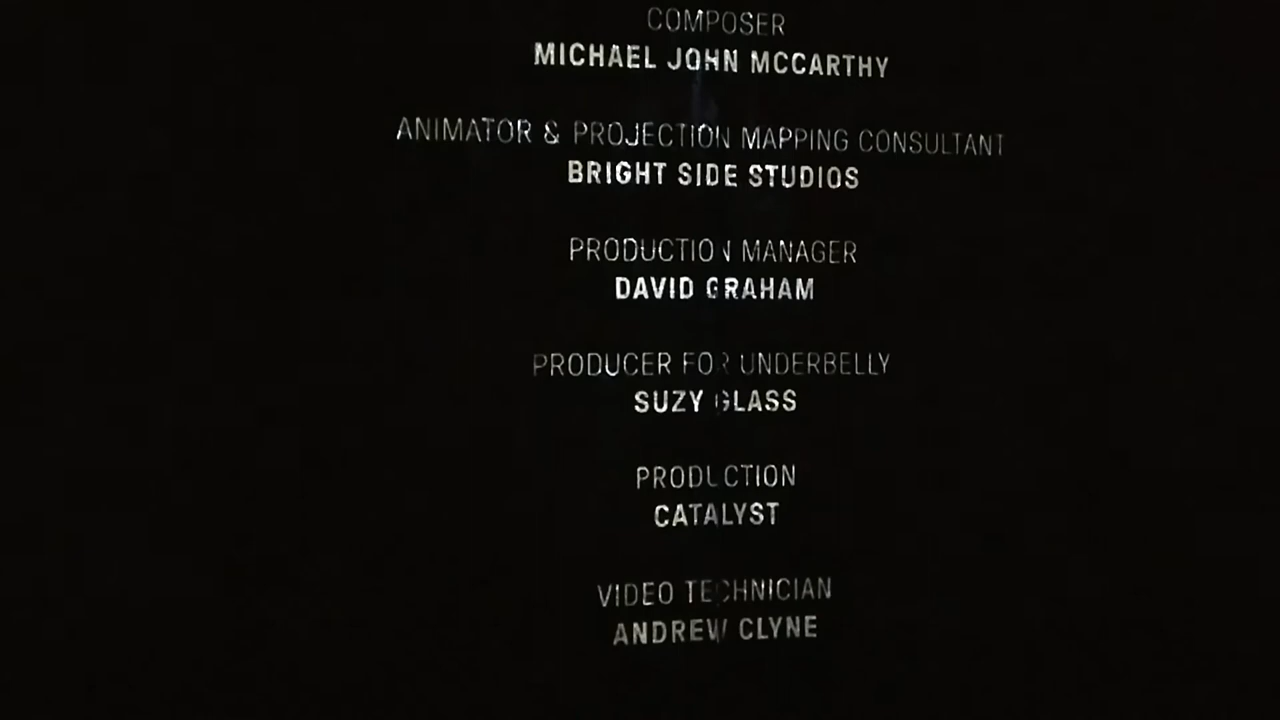 COMPOSER
MICHAEL JOHN MCCARTHY
ANIMATOR & PROJECTION MAPPING CONSULTANT
BRIGHT SIDE STUDIOS
PRODUCTION MANAGER
DAVID GRAHAM
PRODUCER FOR UNDERBELLY
SUZY GLASS
PRODUCTION
CATALYST
VIDEO TECHNICIAN
ANDREW CLYNE